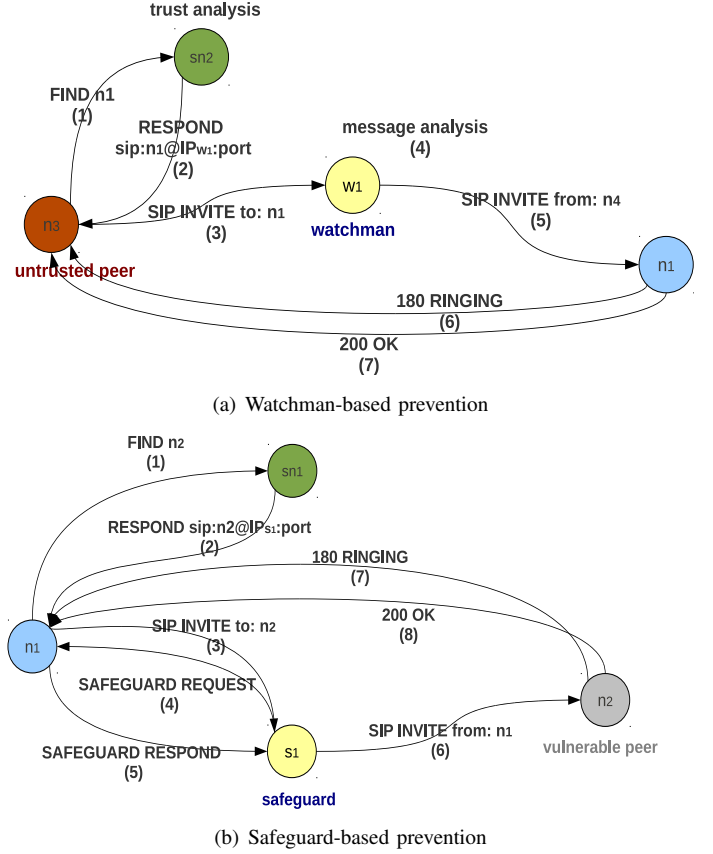 trust analysis
sn2
FIND n1
(1)
RESPOND
sip:n1@IPw1:port
(2)
message analysis
(4)
w1
SIP INVITE from: n4
(5)
n3
SIP INVITE to: n1
(3)
watchman
n1
untrusted peer
180 RINGING
(6)
200 OK
(7)
(a) Watchman-based prevention
FIND n2
(1)
sn1
RESPOND sip:n2@IPs1:port
(2)
180 RINGING
(7)
200 OK
(8)
SIP INVITE to: n2
(3)
n1
SAFEGUARD REQUEST
(4)
n2
SIP INVITE from: n1
(6)
SAFEGUARD RESPOND
(5)
s1
vulnerable peer
safeguard
(b) Safeguard-based prevention